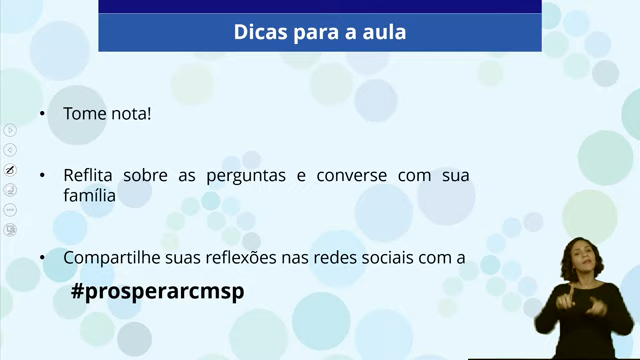 Dicas para a aula
• Tome nota!
• Reflita sobre as perguntas e converse com sua
família
• Compartilhe suas reflexões nas redes sociais com a
#prosperarcmsp